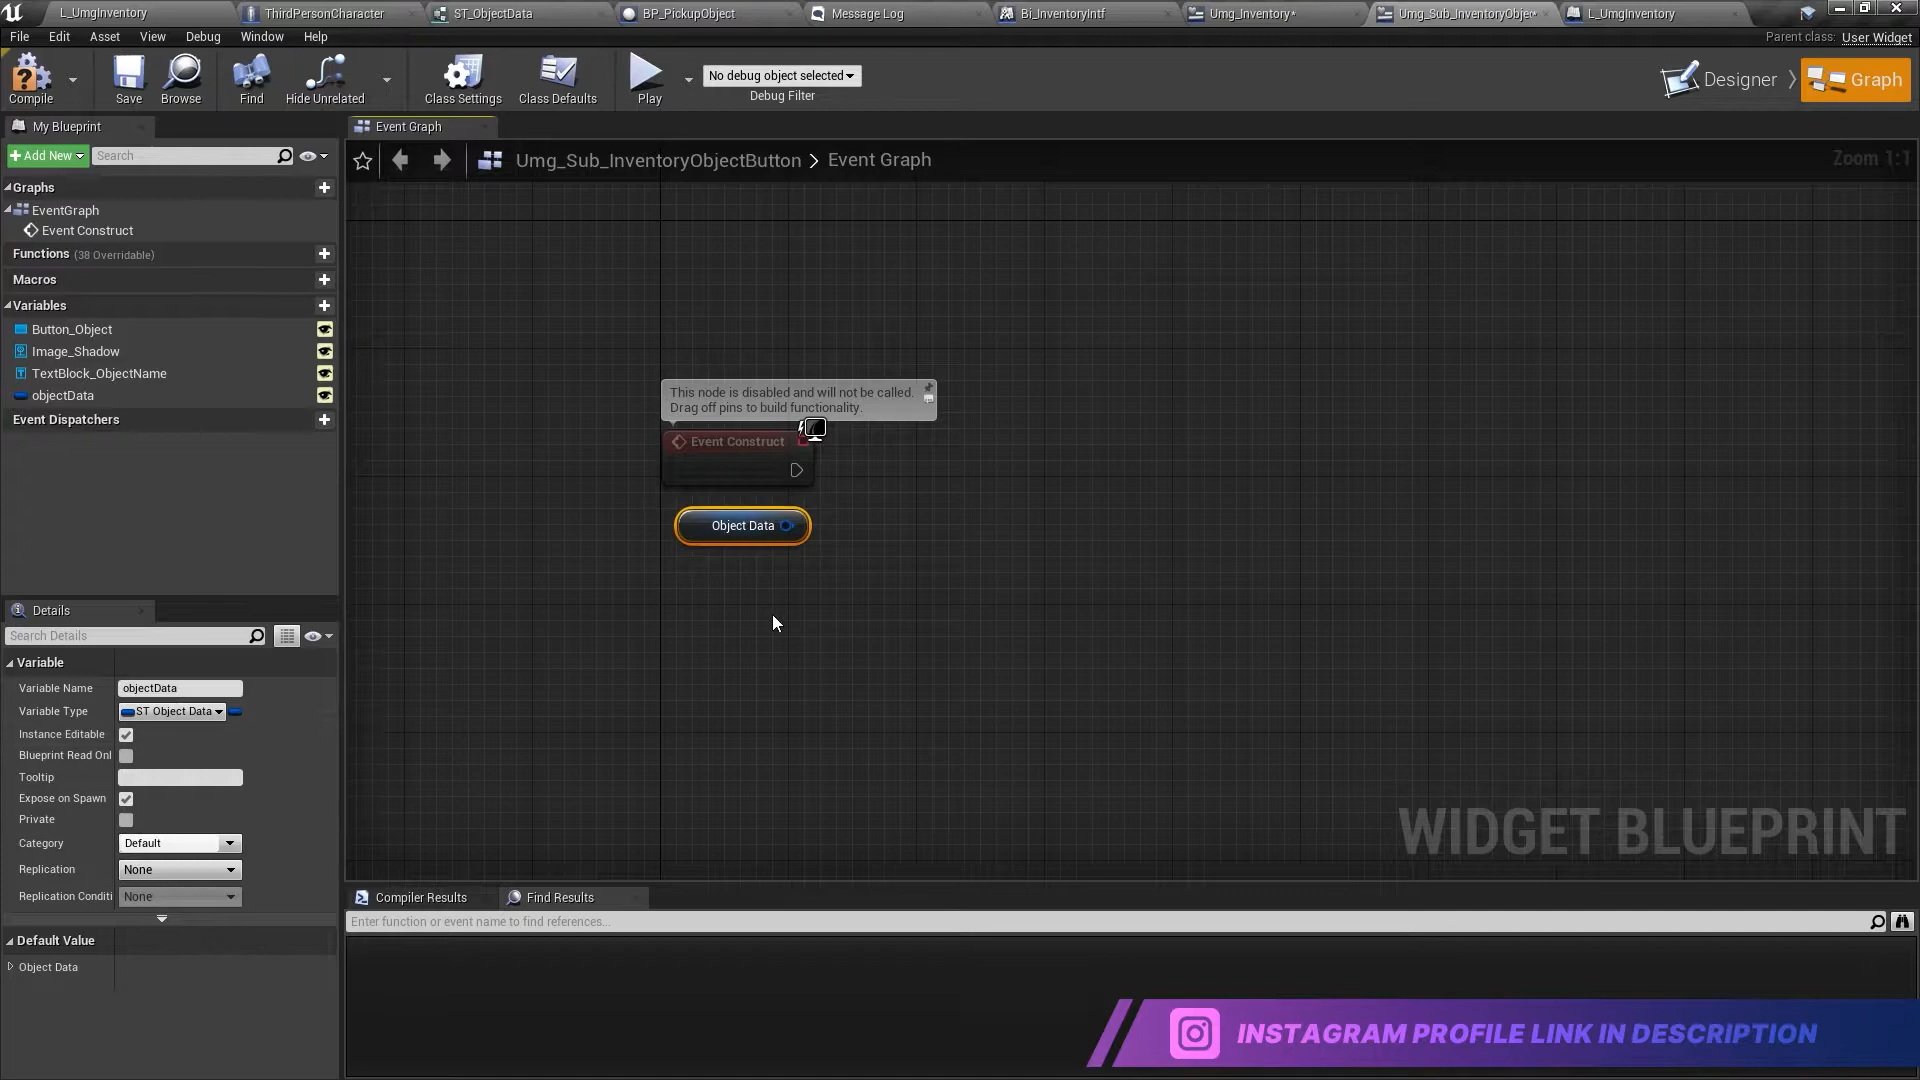 L_UmgInventory
ThirdPersonCharacter
ST_ObjectData
BP_PickupObject
Message Log
Bi_InventoryIntf
Umg_Inventory*
Umg_Sub_InventoryObjec*
L_UmgInventory
File Edit Asset View Debug Window Help
Parent class: User Widget
Compile
Save
Browse
Find
Hide Unrelated
Class Settings
Class Defaults
Play
No debug object selected
Debug Filter
Designer
Graph
My Blueprint
Event Graph
+ Add New
Search
Umg_Sub_InventoryObjectButton > Event Graph
Zoom 1:1
Graphs
EventGraph
Event Construct
Functions (38 Overridable)
Macros
Variables
Button_Object
Image_Shadow
TextBlock_ObjectName
objectData
Event Dispatchers
This node is disabled and will not be called.
Drag off pins to build functionality.
Event Construct
Object Data
Details
Search Details
Variable
Variable Name objectData
Variable Type ST Object Data
Instance Editable
Blueprint Read Onl
Tooltip
Expose on Spawn
Private
Category Default
Replication None
Replication Conditi None
Default Value
Object Data
WIDGET BLUEPRINT
Compiler Results
Find Results
Enter function or event name to find references...
INSTAGRAM PROFILE LINK IN DESCRIPTION